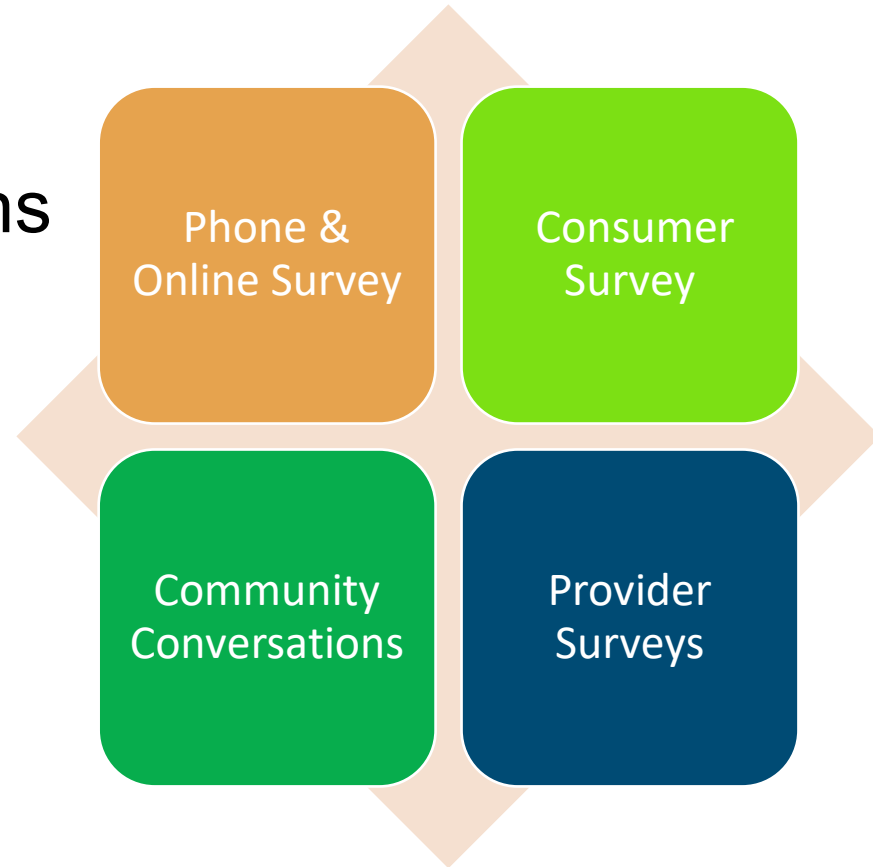 ns
Phone &
Online Survey
Consumer
Survey
Community
Conversations
Provider
Surveys